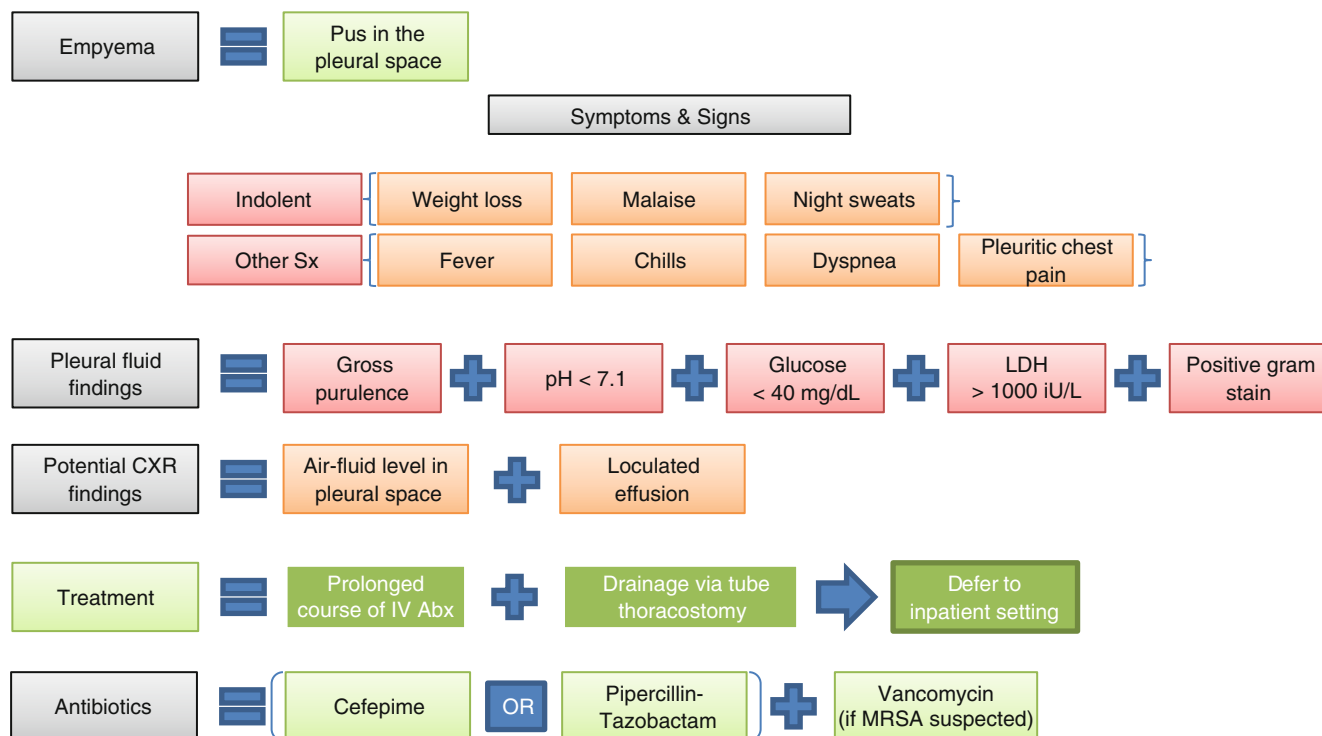 Empyema
Pus in the
pleural space
Symptoms & Signs
Indolent
Weight loss
Malaise
Night sweats
Other Sx
Fever
Chills
Dyspnea
Pleuritic chest
pain
Pleural fluid
findings
Gross
purulence
pH < 7.1
Glucose
< 40 mg/dL
LDH
> 1000 iU/L
Positive gram
stain
Potential CXR
findings
Air-fluid level in
pleural space
Loculated
effusion
Treatment
Prolonged
course of IV Abx
Drainage via tube
thoracostomy
Defer to
inpatient setting
Antibiotics
Cefepime
OR
Pipercillin-
Tazobactam
Vancomycin
(if MRSA suspected)